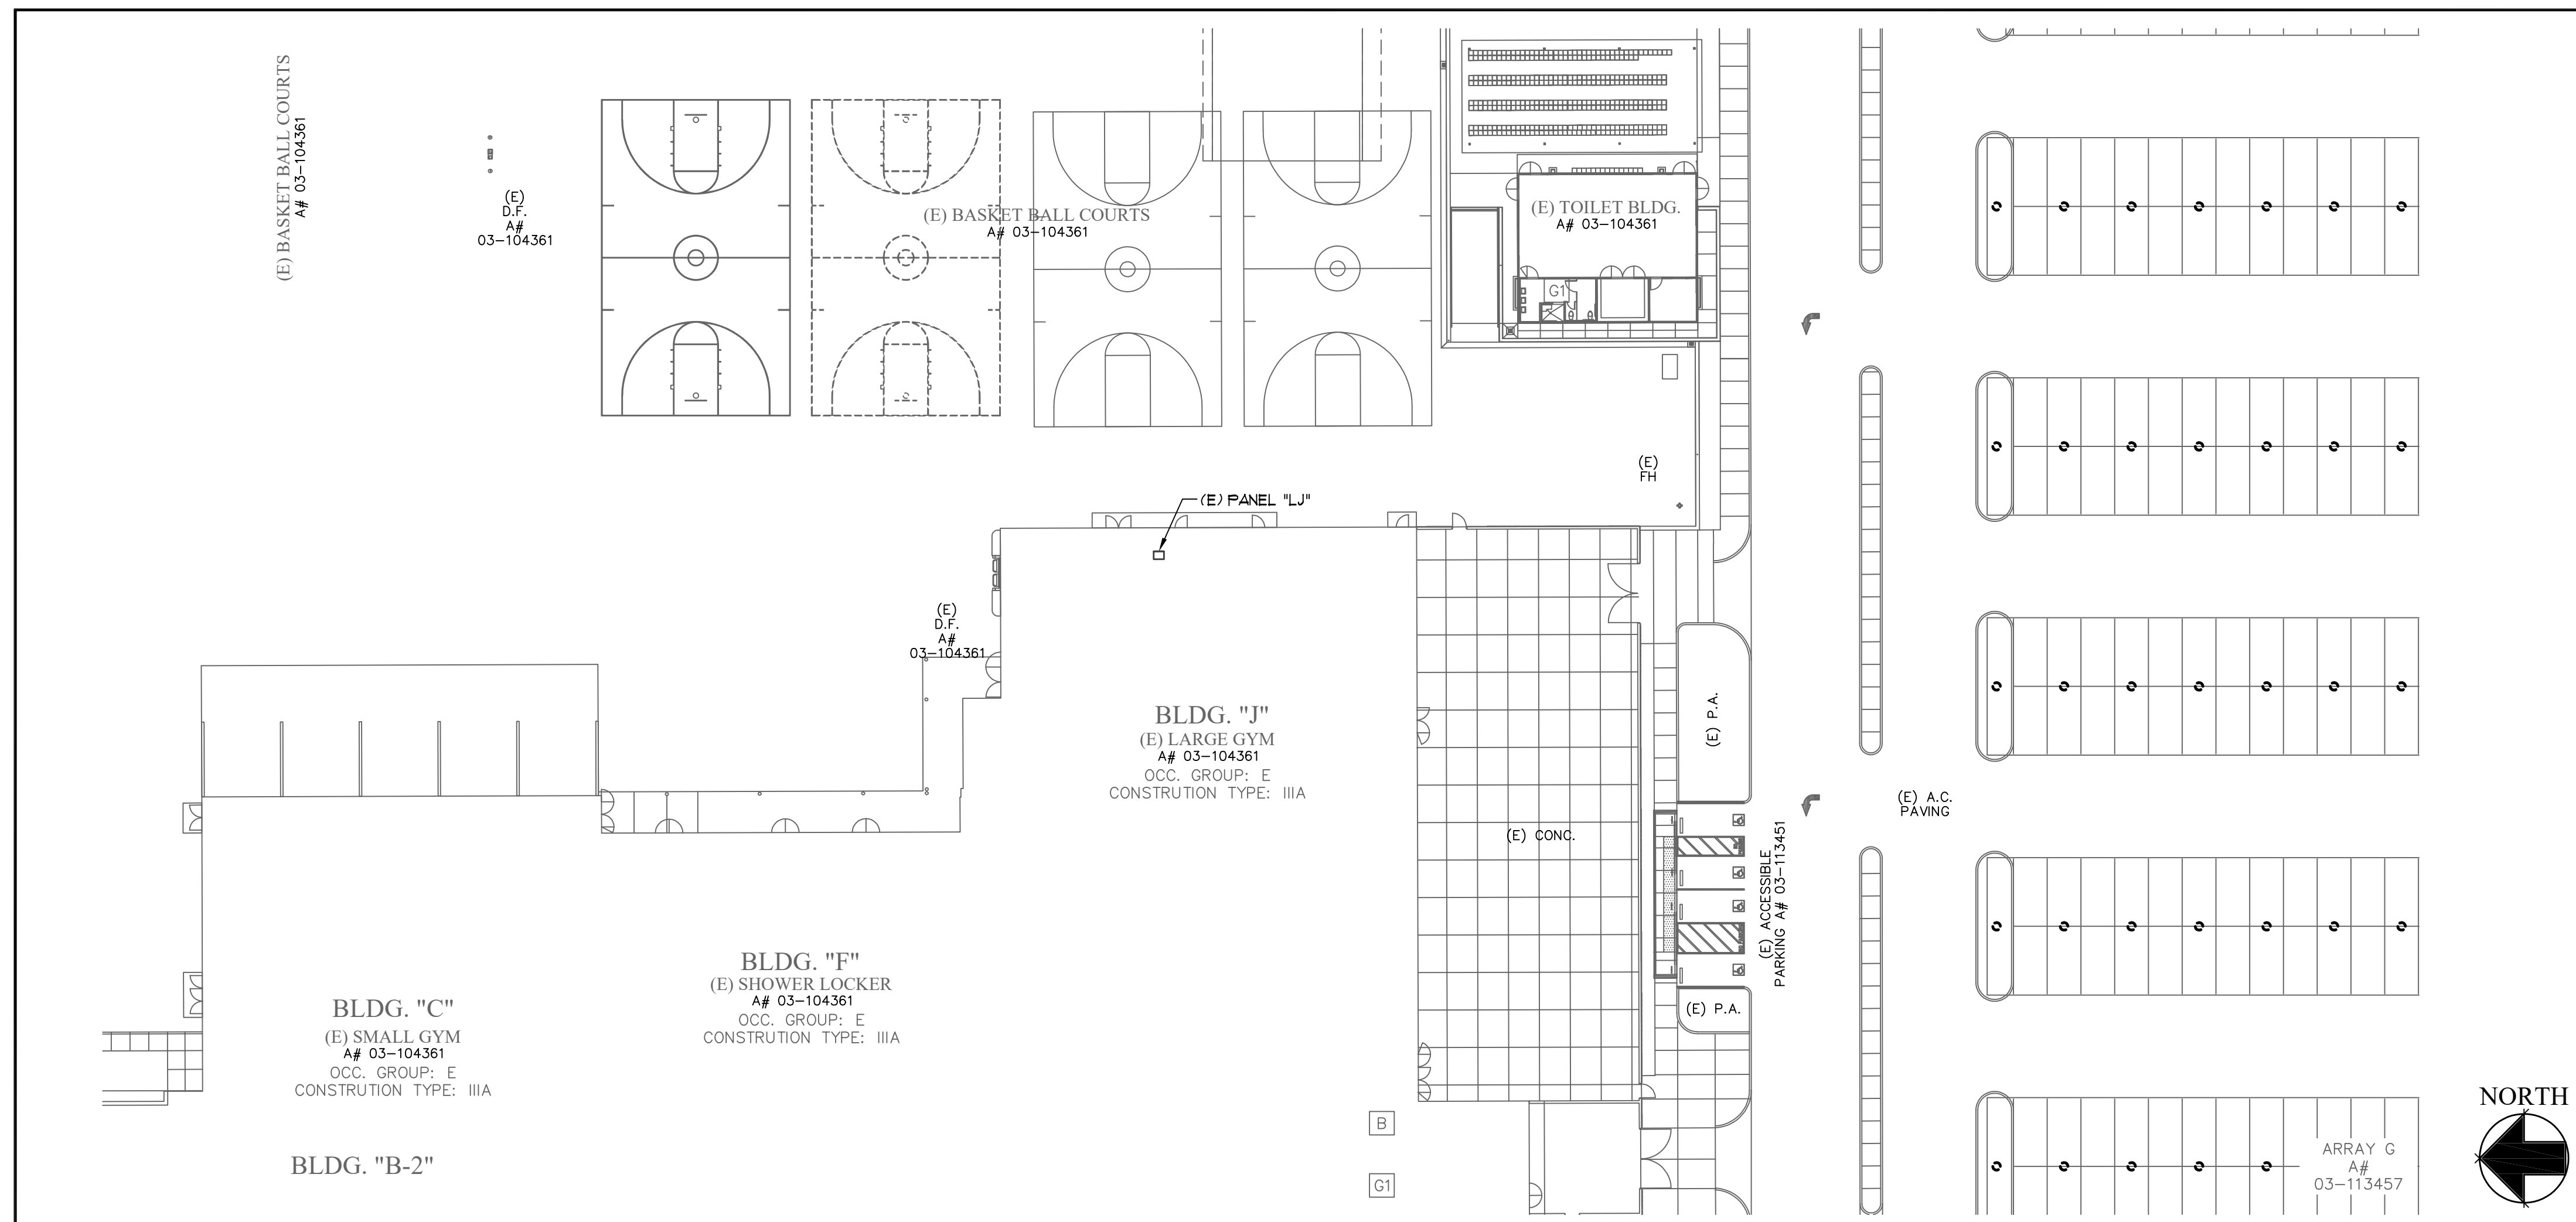 (E) BASKET BALL COURTS
A# 03-104361
(E)
D.F.
A#
03-104361
(E) BASKET BALL COURTS
A# 03-104361
(E) TOILET BLDG.
A# 03-104361
G1
(E)
FH
(E) PANEL "LJ"
(E)
D.F.
A#
03-104361
BLDG. "J"
(E) LARGE GYM
A# 03-104361
OCC. GROUP: E
CONSTRUTION TYPE: IIIA
(E) P.A.
(E) A.C.
PAVING
(E) CONC.
(E) ACCESSIBLE
PARKING A# 03-113451
(E) P.A.
BLDG. "F"
(E) SHOWER LOCKER
A# 03-104361
OCC. GROUP: E
CONSTRUTION TYPE: IIIA
BLDG. "C"
(E) SMALL GYM
A# 03-104361
OCC. GROUP: E
CONSTRUTION TYPE: IIIA
BLDG. "B-2"
B
G1
ARRAY G
A#
03-113457
NORTH